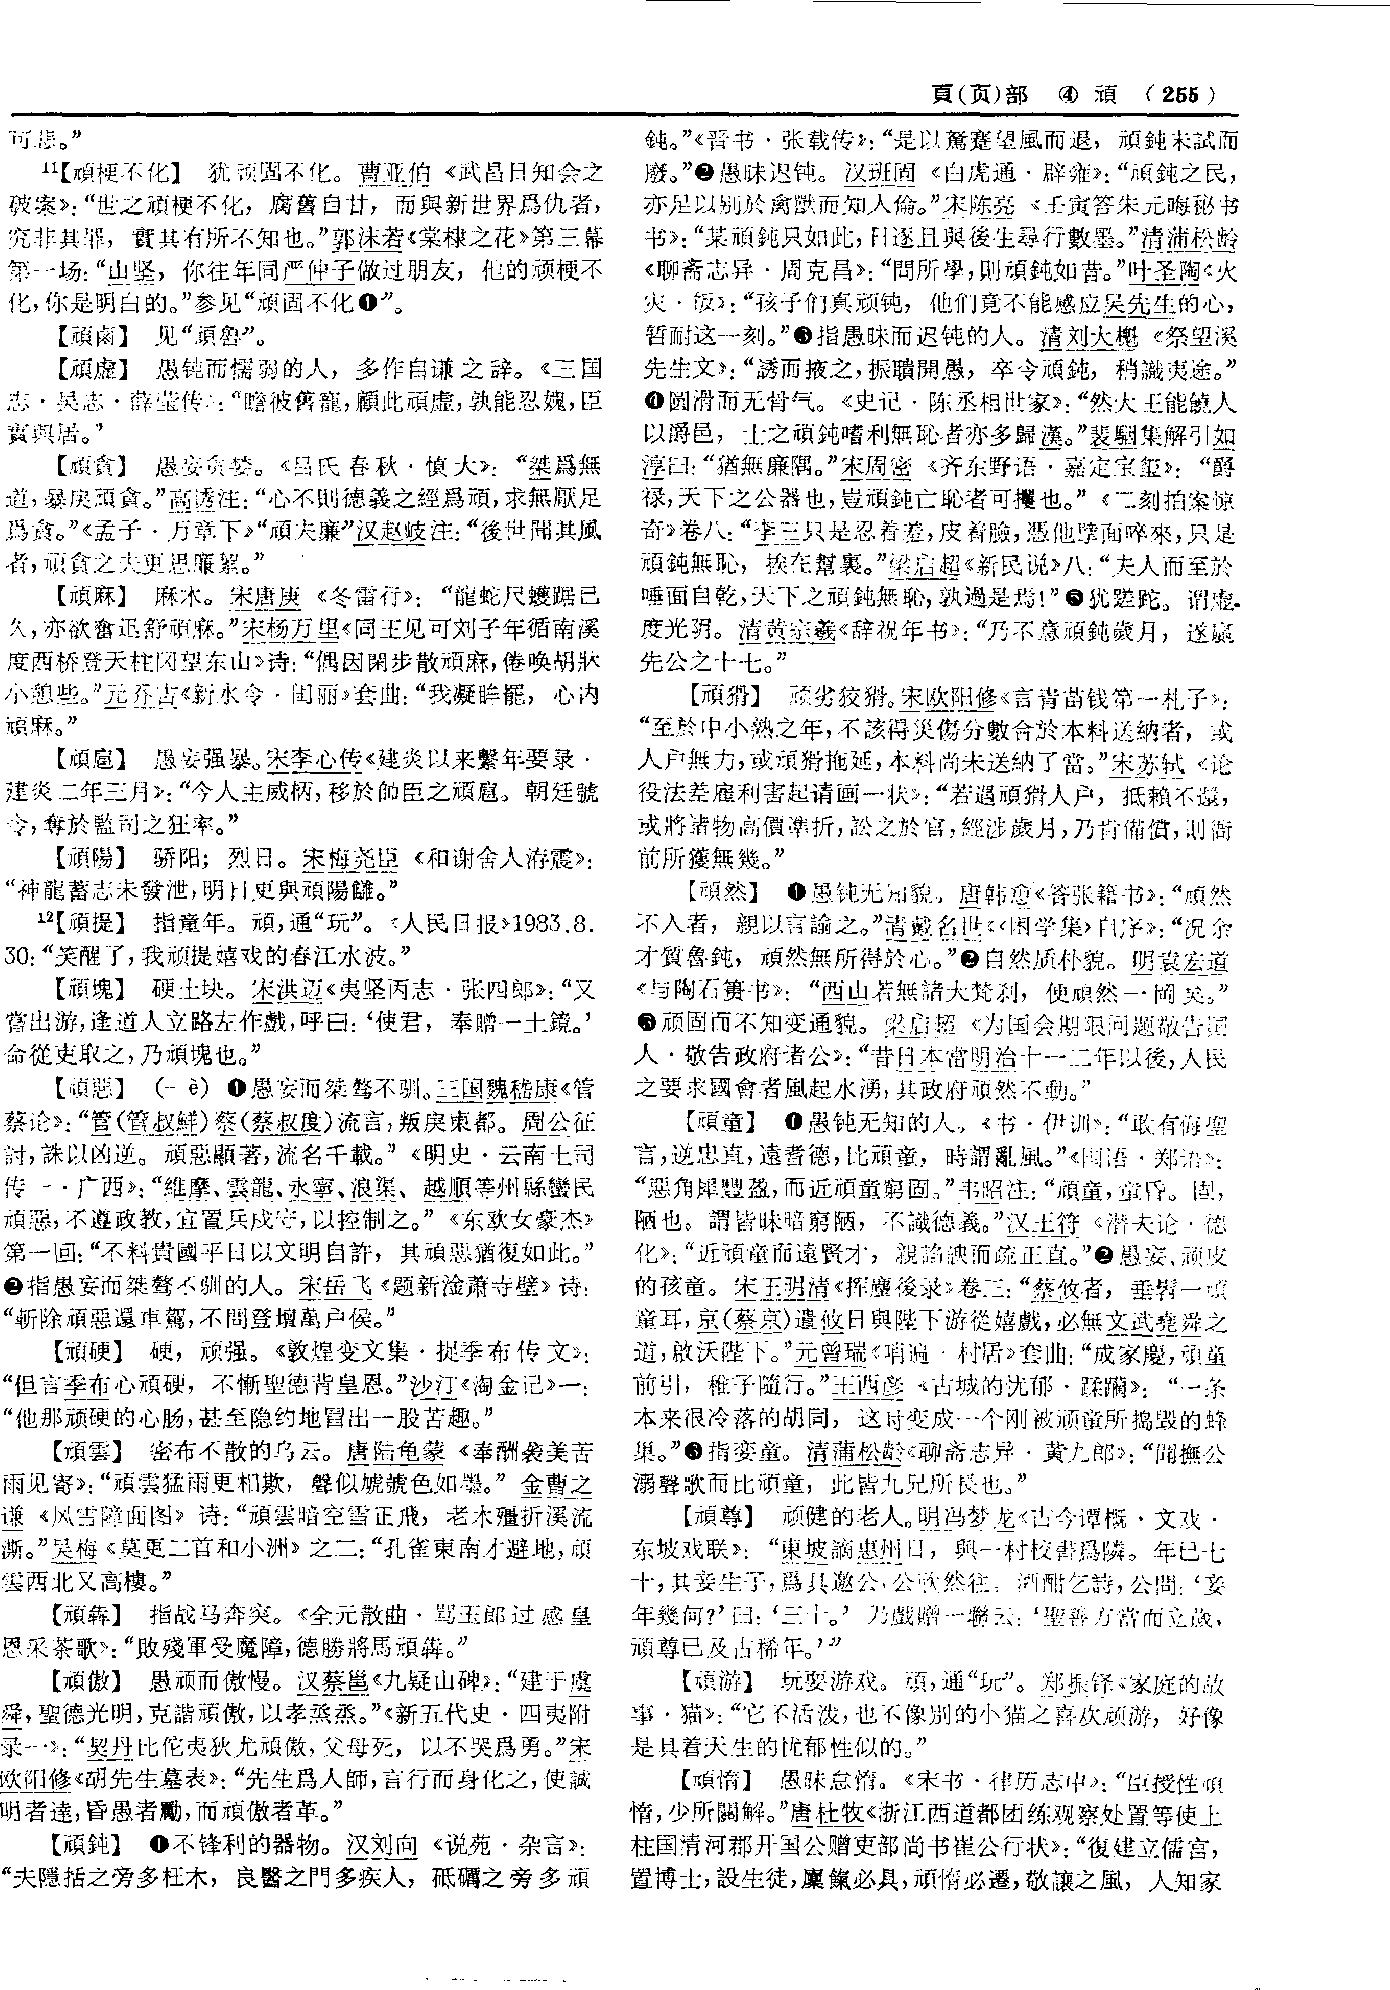 頁(页)部 ④ 頑 (255)
可悲。”
¹¹【頑梗不化】 犹顽固不化。曹亚伯《武昌日知会之
破案》:“世之頑梗不化，腐舊自甘，而與新世界爲仇者，
究非其罪，實其有所不知也。”郭沫若《棠棣之花》第三幕
第一场:“山坚，你往年同严仲子做过朋友，他的顽梗不
化，你是明白的。”参见“頑固不化❶”。
【頑鹵】 见“頑魯”。
【頑虚】 愚钝而懦弱的人，多作自谦之辞。《三国
志·吴志·薛莹传》:“瞻彼舊寵，顧此頑虚，孰能忍媿，臣
實與居。”
【頑貪】 愚妄贪婪。《吕氏春秋·慎大》:“桀爲無
道，暴戾頑貪。”高诱注:“心不則德義之經爲頑，求無厭足
爲貪。”《孟子·万章下》“頑夫廉”汉赵岐注:“後世聞其風
者，頑貪之夫更思廉絜。”
【頑麻】 麻木。宋唐庚《冬雷行》:“龍蛇尺蠖踞已
久，亦欲奮迅舒頑麻。”宋杨万里《同王见可刘子年循南溪
度西桥登天柱冈望东山》诗:“偶因閑步散頑麻，倦唤胡牀
小憩些。”元乔吉《新水令·闺丽》套曲:“我凝眸罷，心内
頑麻。”
【頑扈】 愚妄强暴。宋李心传《建炎以来繫年要录·
建炎二年三月》:“今人主威柄，移於帥臣之頑扈。朝廷號
令，奪於監司之狂率。”
【頑陽】 骄阳；烈日。宋梅尧臣《和谢舍人洊震》:
“神龍蓄志未發泄，明日更與頑陽讎。”
¹²【頑提】 指童年。頑，通“玩”。《人民日报》1983.8.
30:“笑醒了，我顽提嬉戏的春江水波。”
【頑塊】 硬土块。宋洪迈《夷坚丙志·张四郎》:“又
嘗出游，逢道人立路左作戲，呼曰:‘使君，奉贈一土鏡。’
命從吏取之，乃頑塊也。”
【頑惡】 (—è) ❶愚妄而桀骜不驯。三国魏嵇康《管
蔡论》:“管(管叔鮮)蔡(蔡叔度)流言，叛戾東都。周公征
討，誅以凶逆。頑惡顯著，流名千載。”《明史·云南土司
传一·广西》:“維摩、雲龍、永寧、浪渠、越順等州縣蠻民
頑惡，不遵政教，宜置兵戍守，以控制之。”《东欧女豪杰》
第一回:“不料貴國平日以文明自許，其頑惡猶復如此。”
❷指愚妄而桀骜不驯的人。宋岳飞《题新淦萧寺壁》诗:
“斬除頑惡還車駕，不問登壇萬户侯。”
【頑硬】 硬，顽强。《敦煌变文集·捉季布传文》:
“但言季布心頑硬，不慚聖德背皇恩。”沙汀《淘金记》一:
“他那顽硬的心肠，甚至隐约地冒出一股苦趣。”
【頑雲】 密布不散的乌云。唐陆龟蒙《奉酬袭美苦
雨见寄》:“頑雲猛雨更相欺，聲似虓號色如墨。”金曹之
谦《风雪障面图》诗:“頑雲暗空雪正飛，老木殭折溪流
澌。”吴梅《莫更二首和小洲》之二:“孔雀東南才避地，頑
雲西北又高樓。”
【頑犇】 指战马奔突。《全元散曲·骂玉郎过感皇
恩采茶歌》:“敗殘軍受魔障，德勝將馬頑犇。”
【頑傲】 愚顽而傲慢。汉蔡邕《九疑山碑》:“建于虞
舜，聖德光明，克諧頑傲，以孝烝烝。”《新五代史·四夷附
录一》:“契丹比佗夷狄尤頑傲，父母死，以不哭爲勇。”宋
欧阳修《胡先生墓表》:“先生爲人師，言行而身化之，使誠
明者達，昏愚者勵，而頑傲者革。”
【頑鈍】 ❶不锋利的器物。汉刘向《说苑·杂言》:
“夫隱括之旁多枉木，良醫之門多疾人，砥礪之旁多頑
鈍。”《晋书·张载传》:“是以駑蹇望風而退，頑鈍未試而
廢。”❷愚昧迟钝。汉班固《白虎通·辟雍》:“頑鈍之民，
亦足以别於禽獸而知人倫。”宋陈亮《壬寅答朱元晦秘书
书》:“某頑鈍只如此，日逐且與後生尋行數墨。”清蒲松龄
《聊斋志异·周克昌》:“問所學，則頑鈍如昔。”叶圣陶《火
灾·饭》:“孩子们真顽钝，他们竟不能感应吴先生的心，
暂耐这一刻。”❸指愚昧而迟钝的人。清刘大櫆《祭望溪
先生文》:“誘而掖之，振聵開愚，卒令頑鈍，稍識夷途。”
❹圆滑而无骨气。《史记·陈丞相世家》:“然大王能饒人
以爵邑，士之頑鈍嗜利無恥者亦多歸漢。”裴駰集解引如
淳曰:“猶無廉隅。”宋周密《齐东野语·嘉定宝玺》:“爵
禄，天下之公器也，豈頑鈍亡恥者可攫也。”《二刻拍案惊
奇》卷八:“李三只是忍着羞，皮着臉，憑他擘面啐來，只是
頑鈍無恥，挨在幫裏。”梁启超《新民说》八:“夫人而至於
唾面自乾，天下之頑鈍無恥，孰過是焉！”❺犹蹉跎。谓虚
度光阴。清黄宗羲《辞祝年书》:“乃不意頑鈍歲月，遂屬
先公之十七。”
【頑猾】 顽劣狡猾。宋欧阳修《言青苗钱第一札子》:
“至於中小熟之年，不該得災傷分數合於本料送納者，或
人户無力，或頑猾拖延，本料尚未送納了當。”宋苏轼《论
役法差雇利害起请画一状》:“若遇頑猾人户，抵賴不還，
或將諸物高價準折，訟之於官，經涉歲月，乃肯備償，則衙
前所獲無幾。”
【頑然】 ❶愚钝无知貌。唐韩愈《答张籍书》:“頑然
不入者，親以言諭之。”清戴名世《〈困学集〉自序》:“况余
才質魯鈍，頑然無所得於心。”❷自然质朴貌。明袁宏道
《与陶石篑书》:“西山若無諸大梵刹，使頑然一岡矣。”
❸顽固而不知变通貌。梁启超《为国会期限问题敬告国
人·敬告政府诸公》:“昔日本當明治十一二年以後，人民
之要求國會者風起水湧，其政府頑然不動。”
【頑童】 ❶愚钝无知的人。《书·伊训》:“敢有侮聖
言，逆忠直，遠耆德，比頑童，時謂亂風。”《国语·郑语》:
“惡角犀豐盈，而近頑童窮固。”韦昭注:“頑童，童昏。固，
陋也。謂皆昧暗窮陋，不識德義。”汉王符《潜夫论·德
化》:“近頑童而遠賢才，親諂諛而疏正直。”❷愚妄、顽皮
的孩童。宋王明清《挥麈後录》卷三:“蔡攸者，垂髫一頑
童耳，京(蔡京)遣攸日與陛下游從嬉戲，必無文武堯舜之
道，啟沃陛下。”元曾瑞《哨遍·村居》套曲:“成家慶，頑童
前引，稚子隨行。”王西彦《古城的沈郁·蹂躏》:“一条
本来很冷落的胡同，这时变成一个刚被顽童所捣毁的蜂
巢。”❸指娈童。清蒲松龄《聊斋志异·黄九郎》:“聞撫公
溺聲歌而比頑童，此皆九兄所長也。”
【頑尊】 顽健的老人。明冯梦龙《古今谭概·文戏·
东坡戏联》:“東坡謫惠州日，與一村校書爲隣。年已七
十，其妾生子，爲具邀公，公欣然往。酒酣乞詩，公問:‘妾
年幾何？’曰:‘三十。’乃戲贈一聯云:‘聖善方當而立歲，
頑尊已及古稀年。’”
【頑游】 玩耍游戏。頑，通“玩”。郑振铎《家庭的故
事·猫》:“它不活泼，也不像别的小猫之喜欢顽游，好像
是具着天生的忧郁性似的。”
【頑惰】 愚昧怠惰。《宋书·律历志中》:“臣授性頑
惰，少所關解。”唐杜牧《浙江西道都团练观察处置等使上
柱国清河郡开国公赠吏部尚书崔公行状》:“復建立儒宫，
置博士，設生徒，廩餼必具，頑惰必遷，敬讓之風，人知家